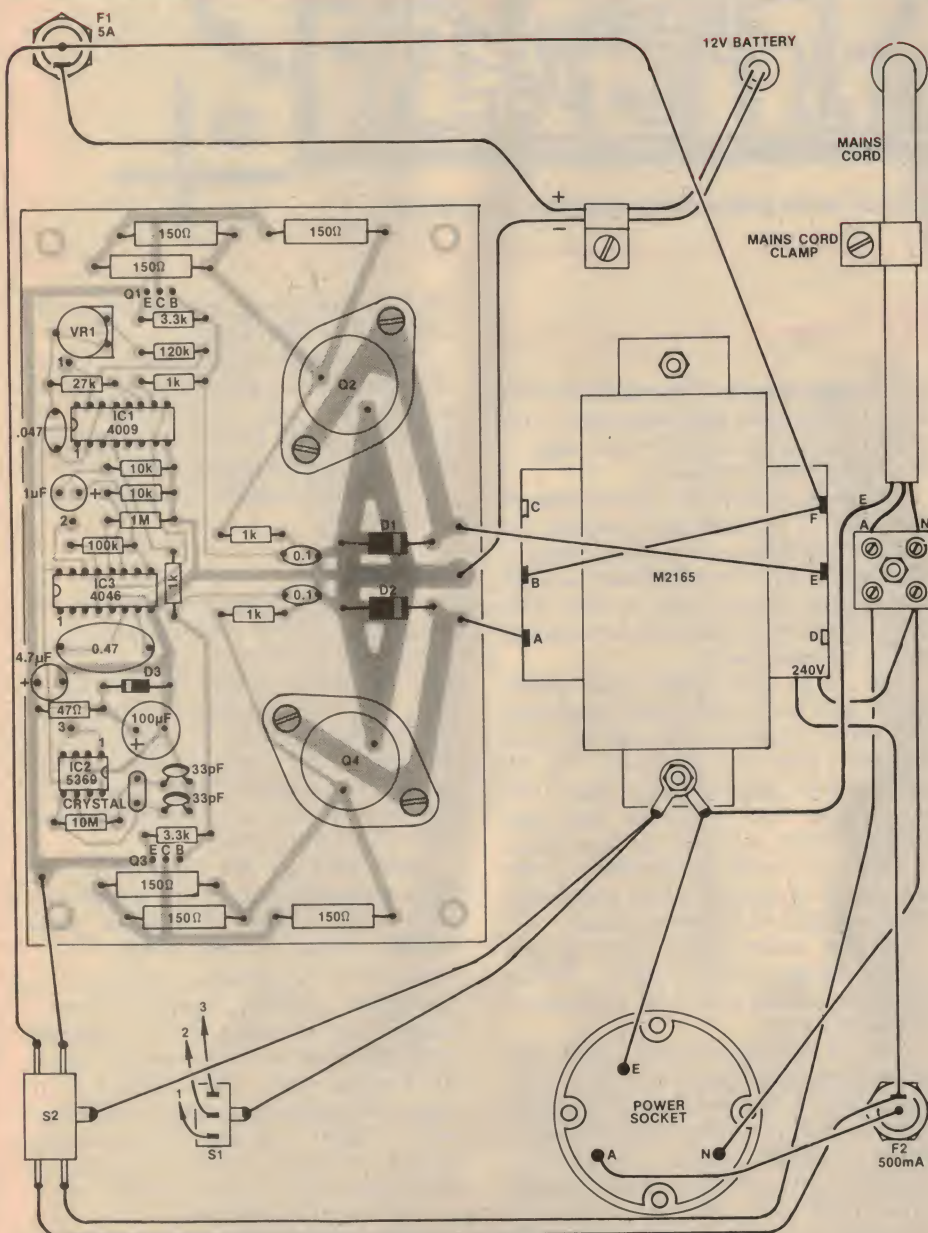 F1
5A
12V BATTERY
MAINS
CORD
+
−
MAINS CORD
CLAMP
150Ω
150Ω
150Ω
Q1
E C B
3.3k
VR1
120k
1
27k
1k
Q2
.047
IC1
4009
1
10k
1µF
+
10k
2
1M
100k
1k
D1
0.1
IC3
4046
1k
1
D2
0.1
1k
0.47
4.7µF
+
D3
47Ω
100µF
+
3
1
IC2
5369
33pF
CRYSTAL
33pF
10M
3.3k
Q4
E C B
Q3
150Ω
150Ω
150Ω
C
B
A
M2165
F
E
D
240V
E
A
N
3
2
1
S2
S1
E
POWER
SOCKET
A
N
F2
500mA